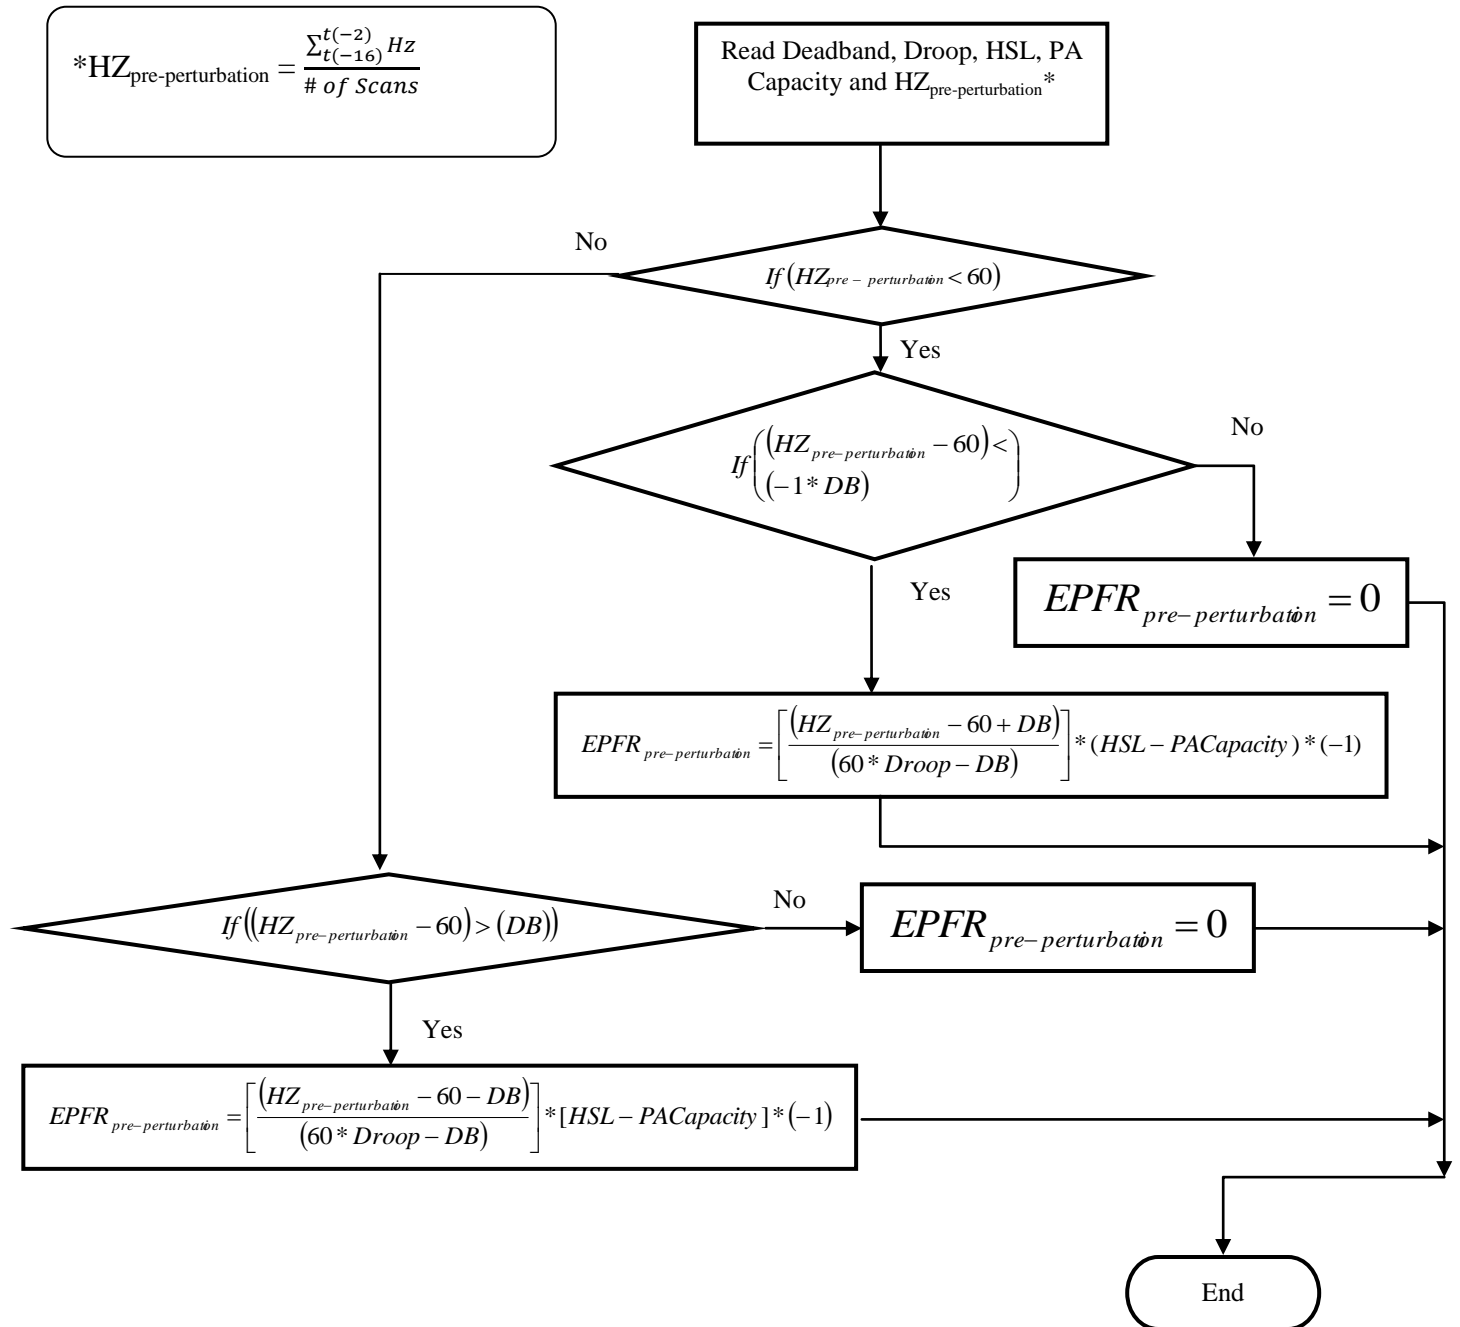 *HZpre-perturbation = ∑t(-16)t(-2) Hz / # of Scans
Read Deadband, Droop, HSL, PA
Capacity and HZpre-perturbation*
No
If (HZpre – perturbation < 60)
Yes
If ((HZpre–perturbation − 60) <
(−1* DB))
No
Yes
EPFRpre–perturbation = 0
EPFRpre–perturbation = [(HZpre–perturbation − 60 + DB) / (60 * Droop − DB)] * (HSL − PACapacity) * (−1)
If ((HZpre–perturbation − 60) > (DB))
No
EPFRpre–perturbation = 0
Yes
EPFRpre–perturbation = [(HZpre–perturbation − 60 − DB) / (60 * Droop − DB)] * [HSL − PACapacity] * (−1)
End